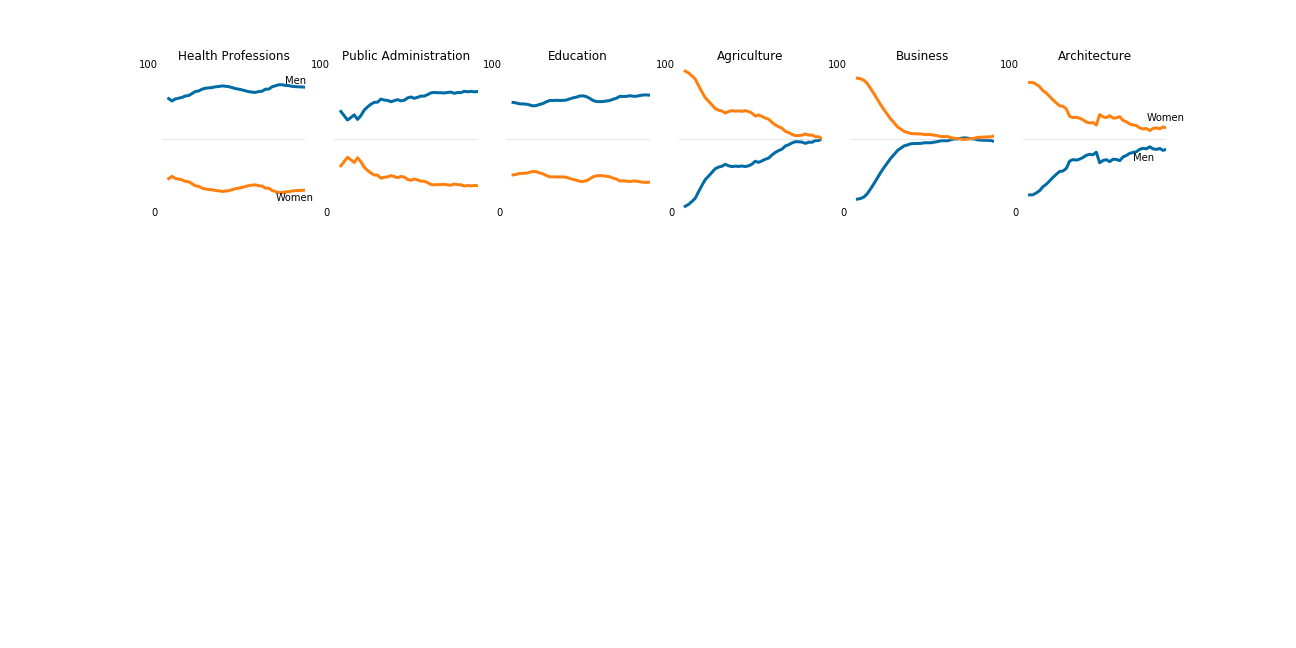 Health Professions
Public Administration
Education
Agriculture
Business
Architecture
100
100
100
100
100
100
Men
Women
Women
Men
0
0
0
0
0
0